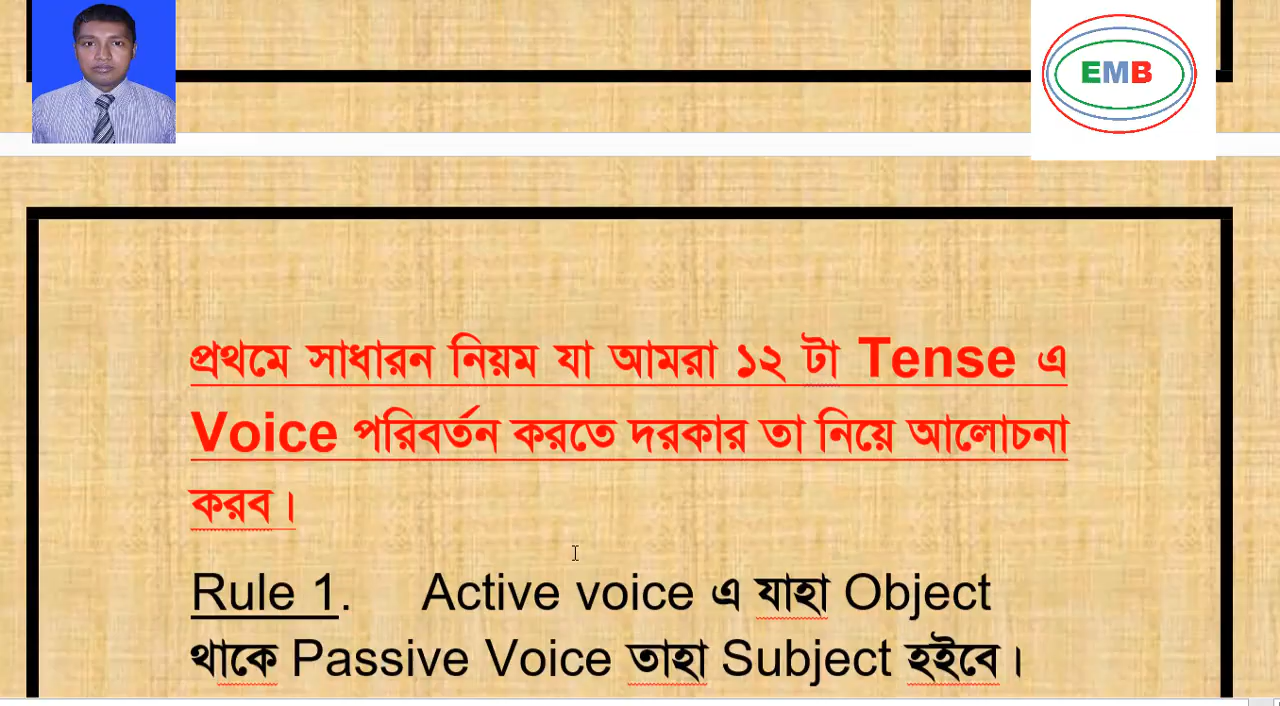 EMB
প্রথমে সাধারন নিয়ম যা আমরা ১২ টা Tense এ
Voice পরিবর্তন করতে দরকার তা নিয়ে আলোচনা
করব।
Rule 1. Active voice এ যাহা Object
থাকে Passive Voice তাহা Subject হইবে।